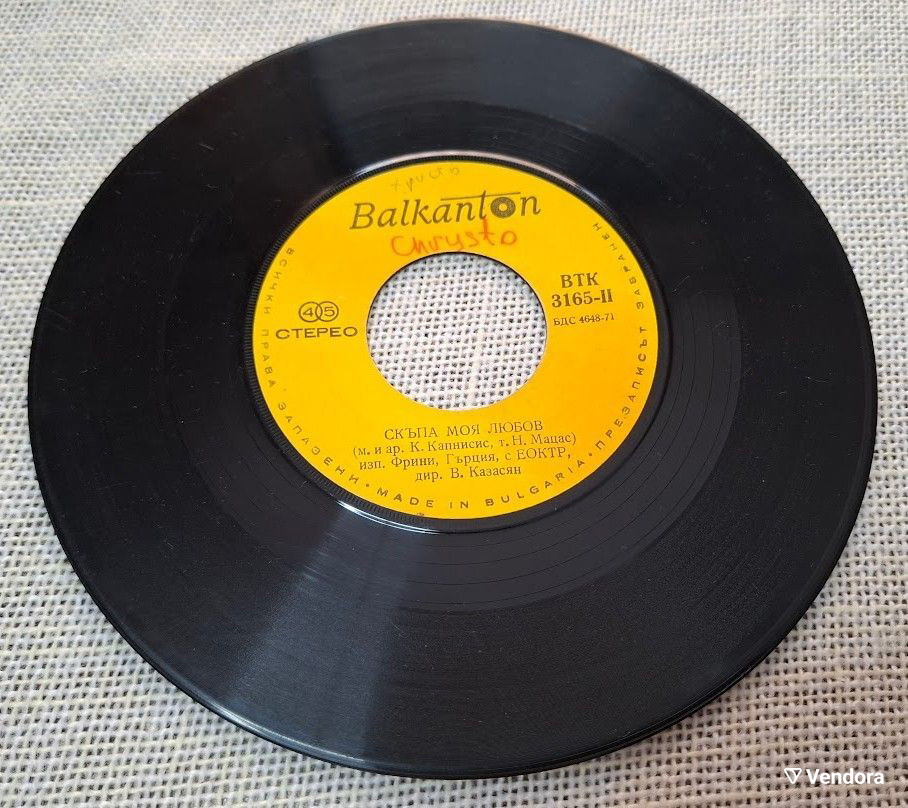 христо
Balkanton
Chrysto
ВТК
3165-II
БДС 4648-71
45
СТЕРЕО
СКЪПА МОЯ ЛЮБОВ
(м. и ар. К. Капнисис, т. Н. Мацас)
изп. Фрини, Гърция, с ЕОКТР,
дир. В. Казасян
ВСИЧКИ ПРАВА ЗАПАЗЕНИ • MADE IN BULGARIA • ПРЕЗАПИСЪТ ЗАБРАНЕН
Vendora